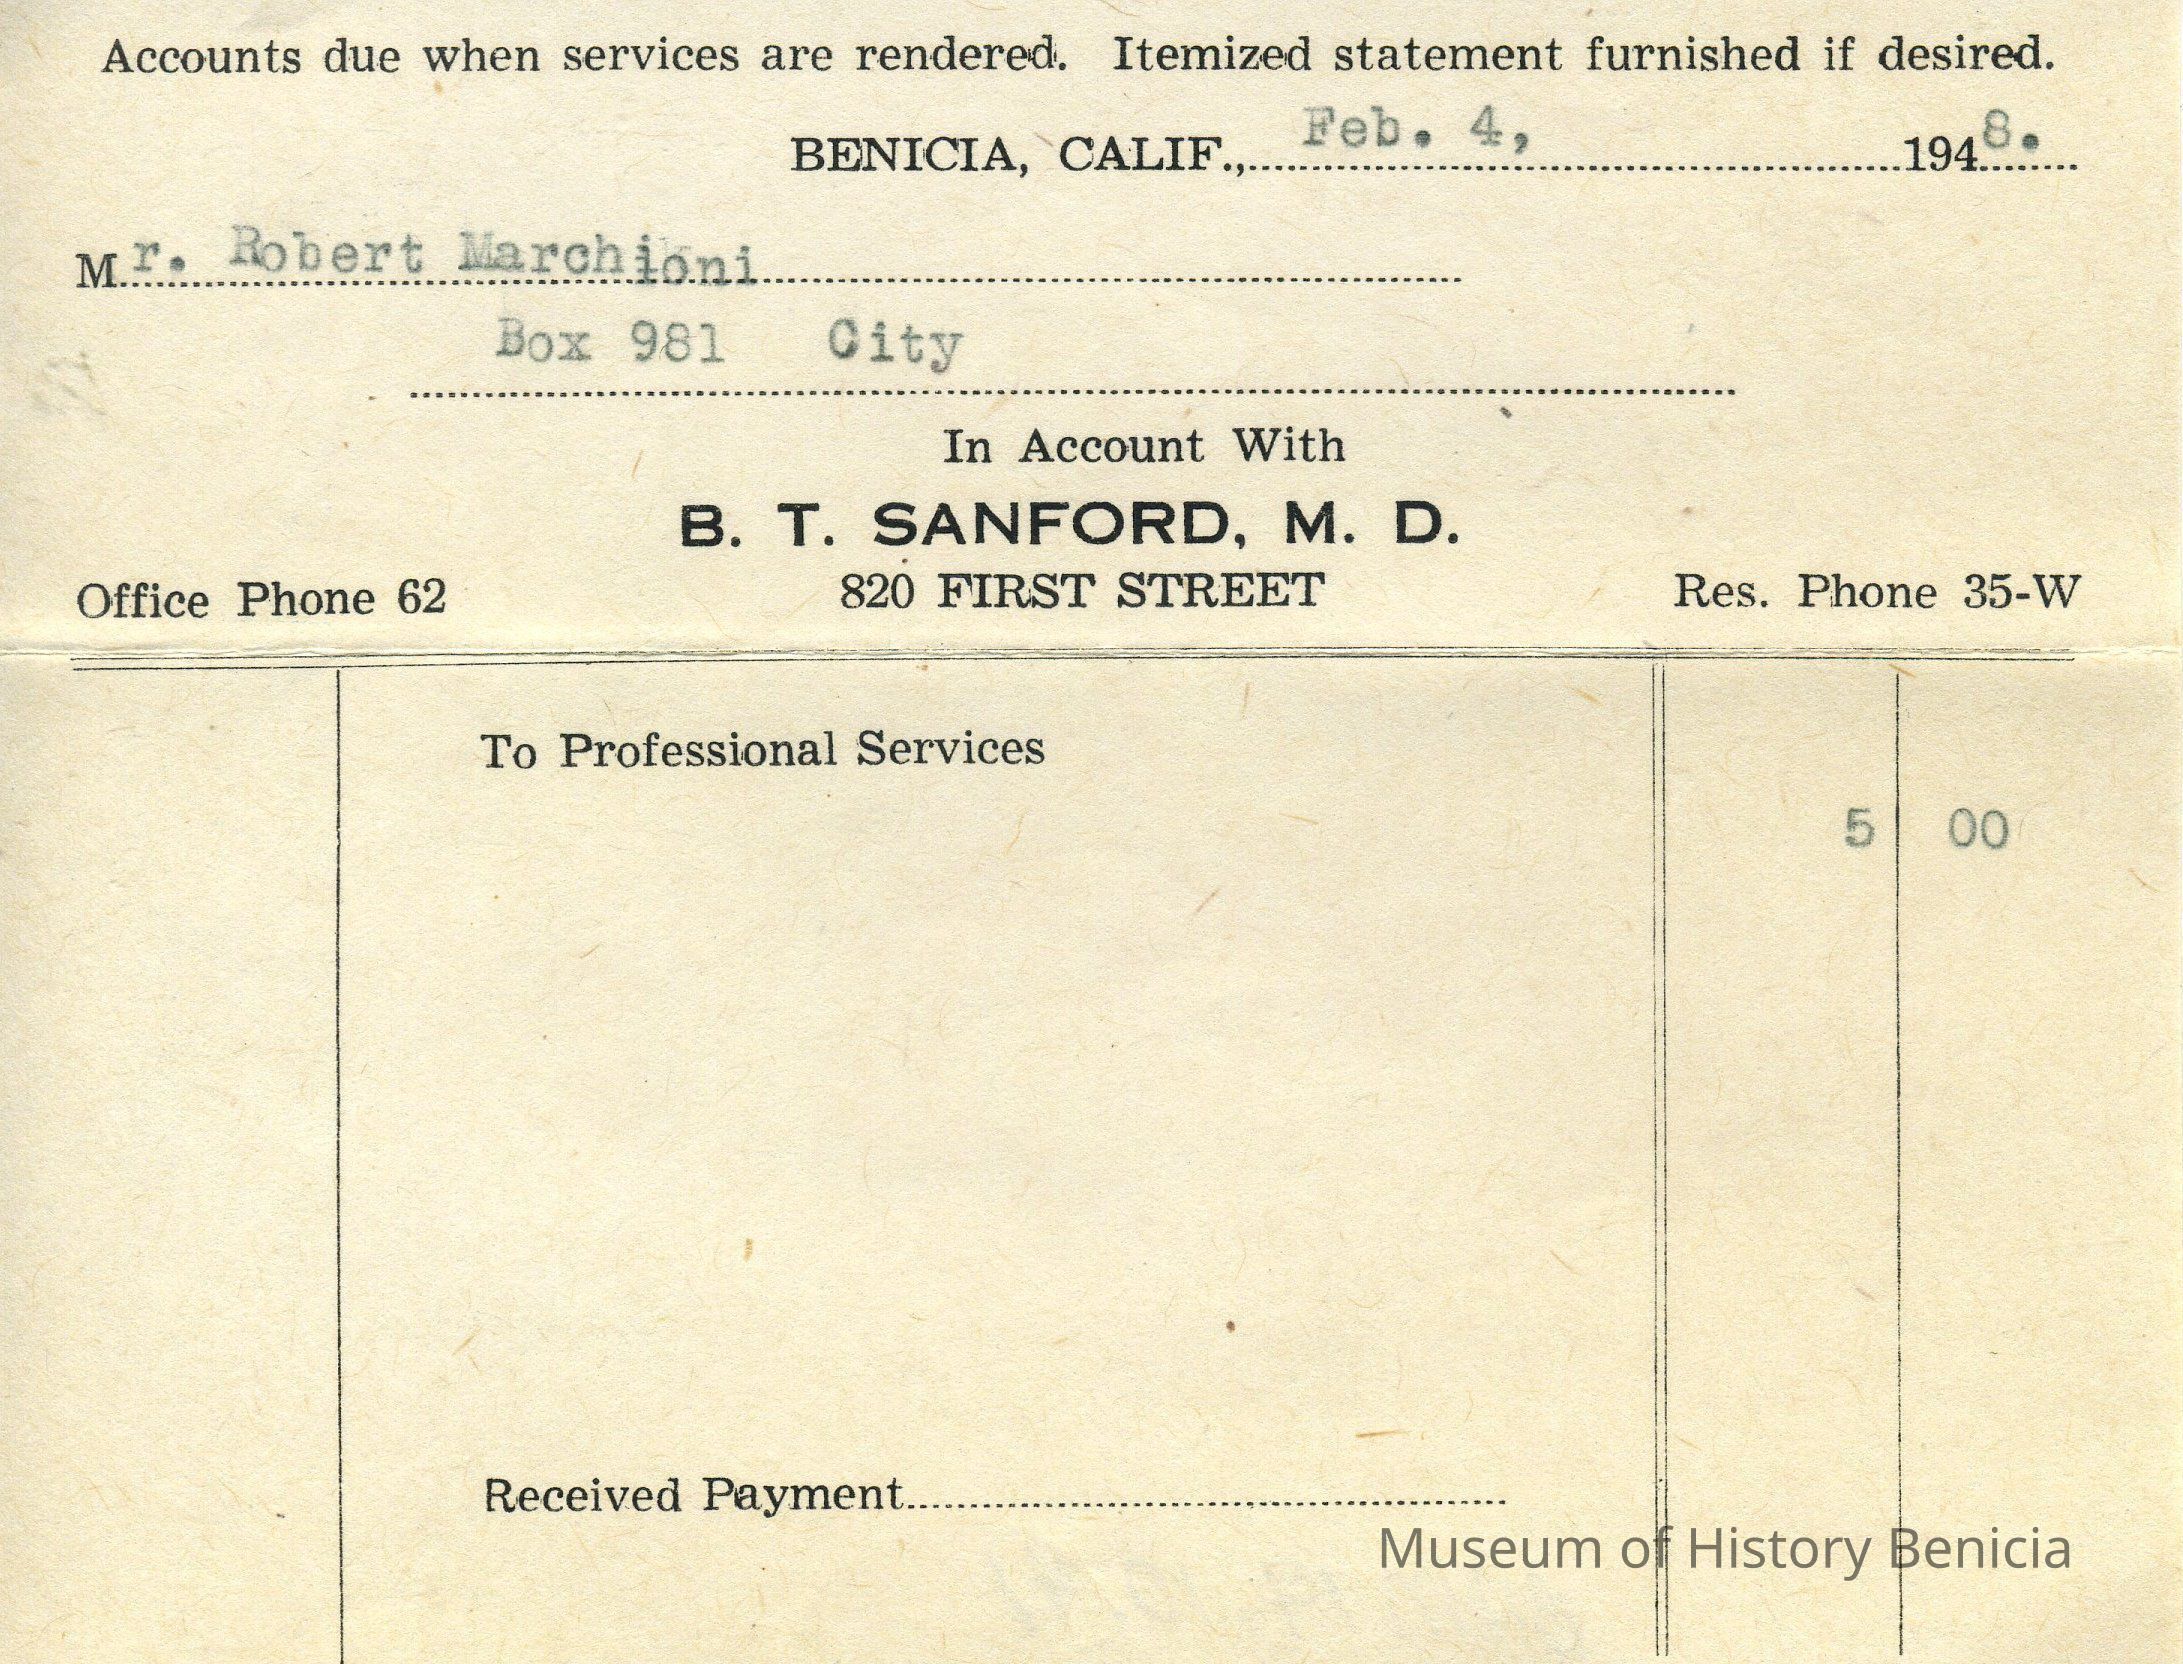 Accounts due when services are rendered. Itemized statement furnished if desired.
BENICIA, CALIF., Feb. 4, 1948.
Mr. Robert Marchioni
Box 981 City
In Account With
B. T. SANFORD, M. D.
Office Phone 62 820 FIRST STREET Res. Phone 35-W
To Professional Services
5 00
Received Payment
Museum of History Benicia